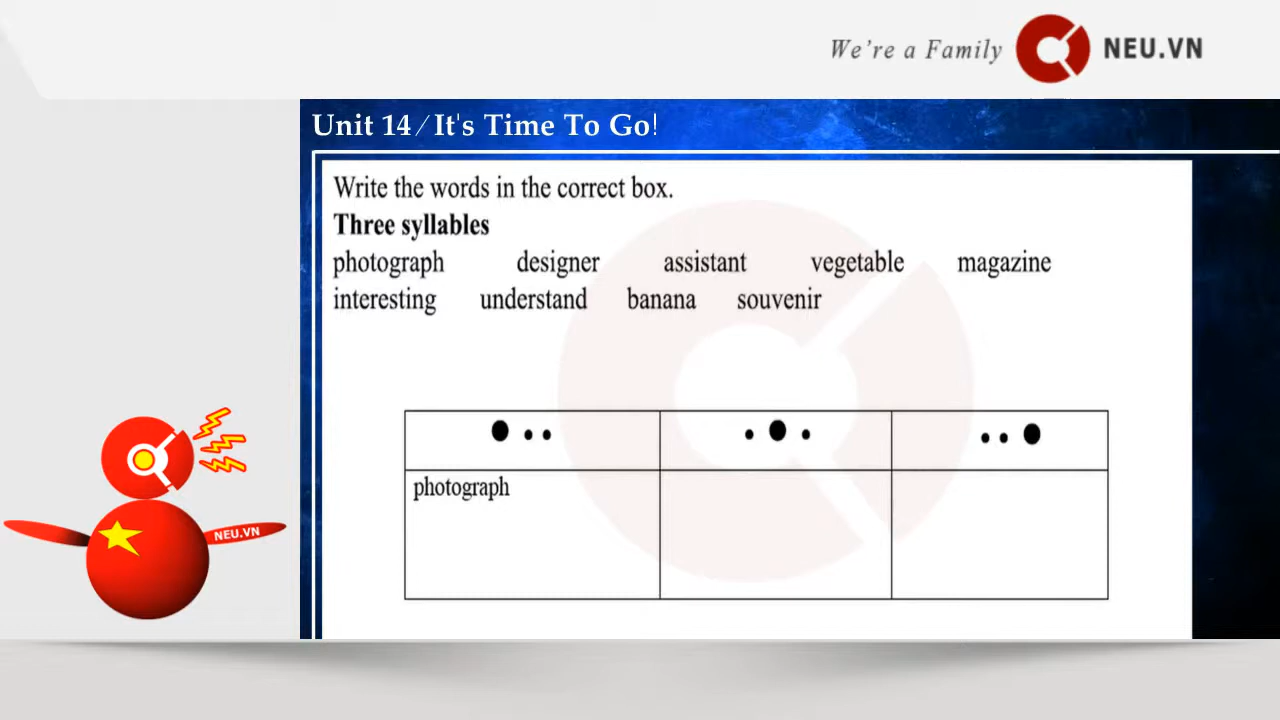 We're a Family NEU.VN
Unit 14 / It's Time To Go!
Write the words in the correct box.
Three syllables
photograph designer assistant vegetable magazine
interesting understand banana souvenir
photograph
NEU.VN